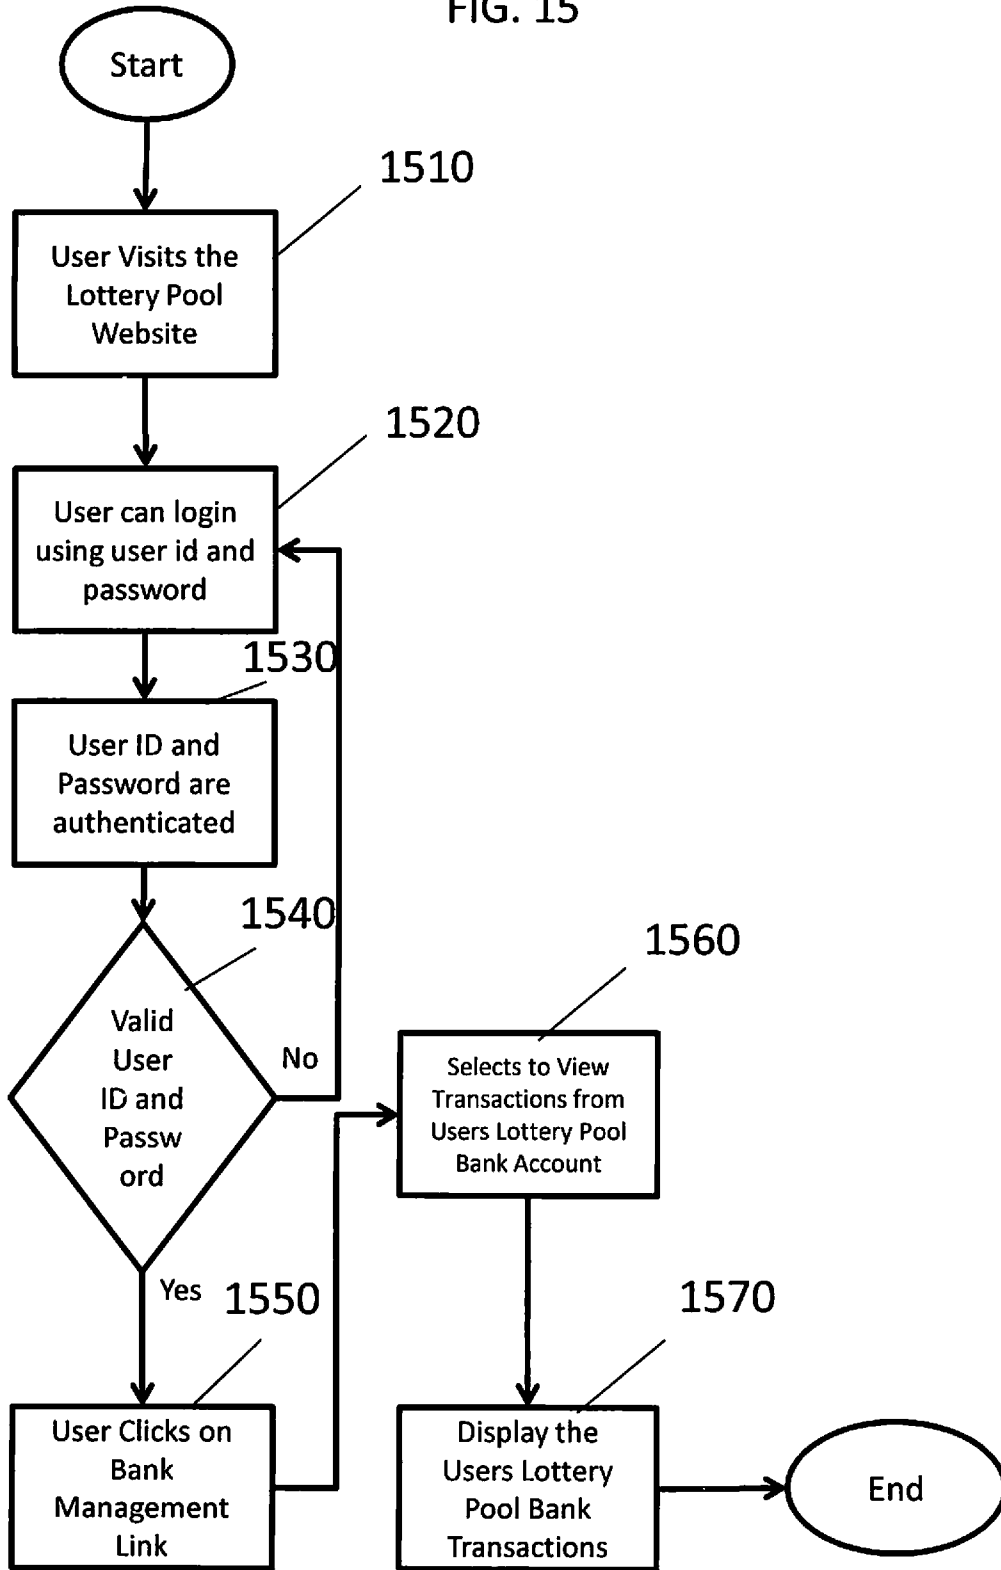 FIG. 15
Start
1510
User Visits the
Lottery Pool
Website
1520
User can login
using user id and
password
1530
User ID and
Password are
authenticated
1540
Valid
User
ID and
Passw
ord
No
Yes
1550
User Clicks on
Bank
Management
Link
1560
Selects to View
Transactions from
Users Lottery Pool
Bank Account
1570
Display the
Users Lottery
Pool Bank
Transactions
End